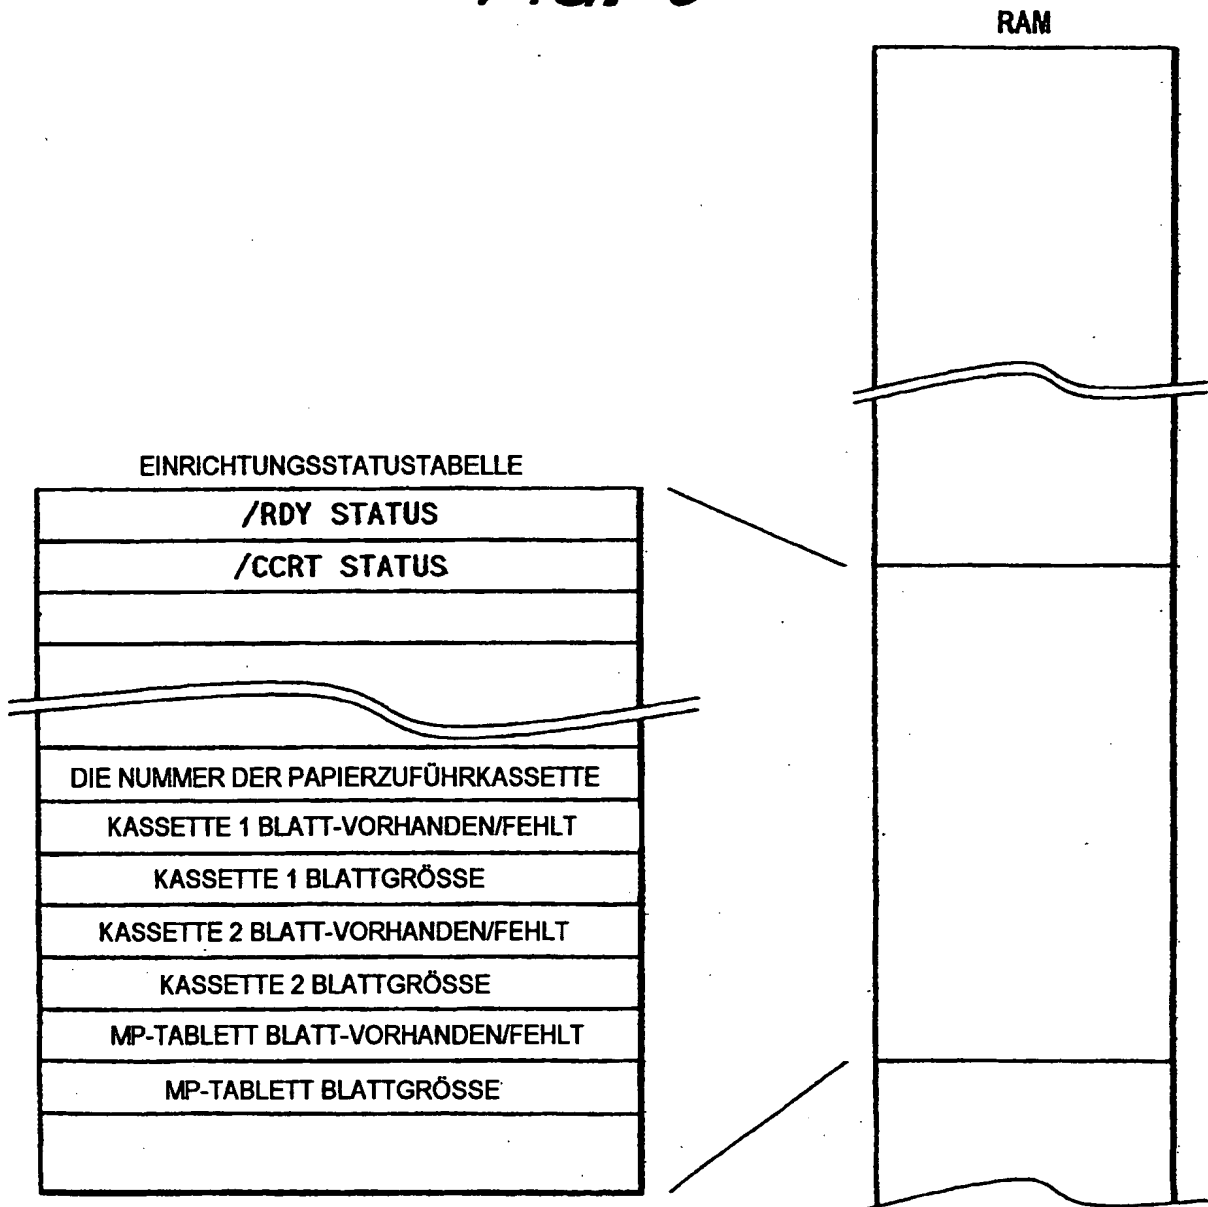 RAM
EINRICHTUNGSSTATUSTABELLE
/RDY STATUS
/CCRT STATUS
DIE NUMMER DER PAPIERZUFÜHRKASSETTE
KASSETTE 1 BLATT-VORHANDEN/FEHLT
KASSETTE 1 BLATTGRÖSSE
KASSETTE 2 BLATT-VORHANDEN/FEHLT
KASSETTE 2 BLATTGRÖSSE
MP-TABLETT BLATT-VORHANDEN/FEHLT
MP-TABLETT BLATTGRÖSSE